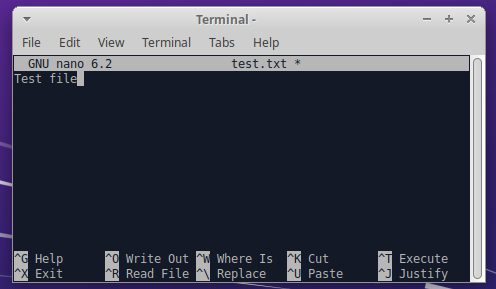 Terminal -
File Edit View Terminal Tabs Help
GNU nano 6.2 test.txt *
Test file
^G Help ^O Write Out ^W Where Is ^K Cut ^T Execute
^X Exit ^R Read File ^\ Replace ^U Paste ^J Justify